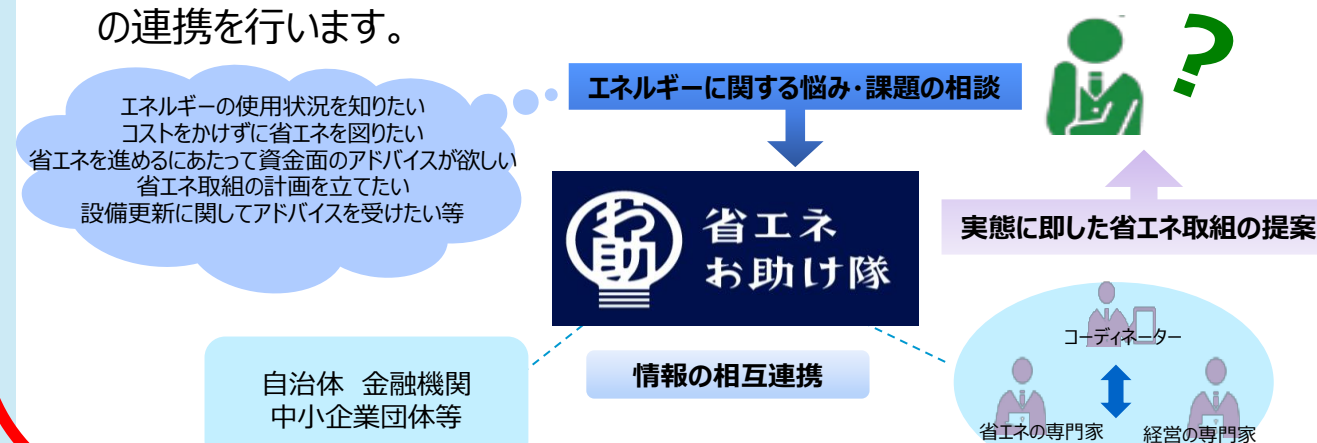 の連携を行います。
エネルギーに関する悩み・課題の相談
?
エネルギーの使用状況を知りたい
コストをかけずに省エネを図りたい
省エネを進めるにあたって資金面のアドバイスが欲しい
省エネ取組の計画を立てたい
設備更新に関してアドバイスを受けたい等
お助
省エネ
お助け隊
実態に即した省エネ取組の提案
コーディネーター
情報の相互連携
自治体 金融機関
中小企業団体等
省エネの専門家
経営の専門家